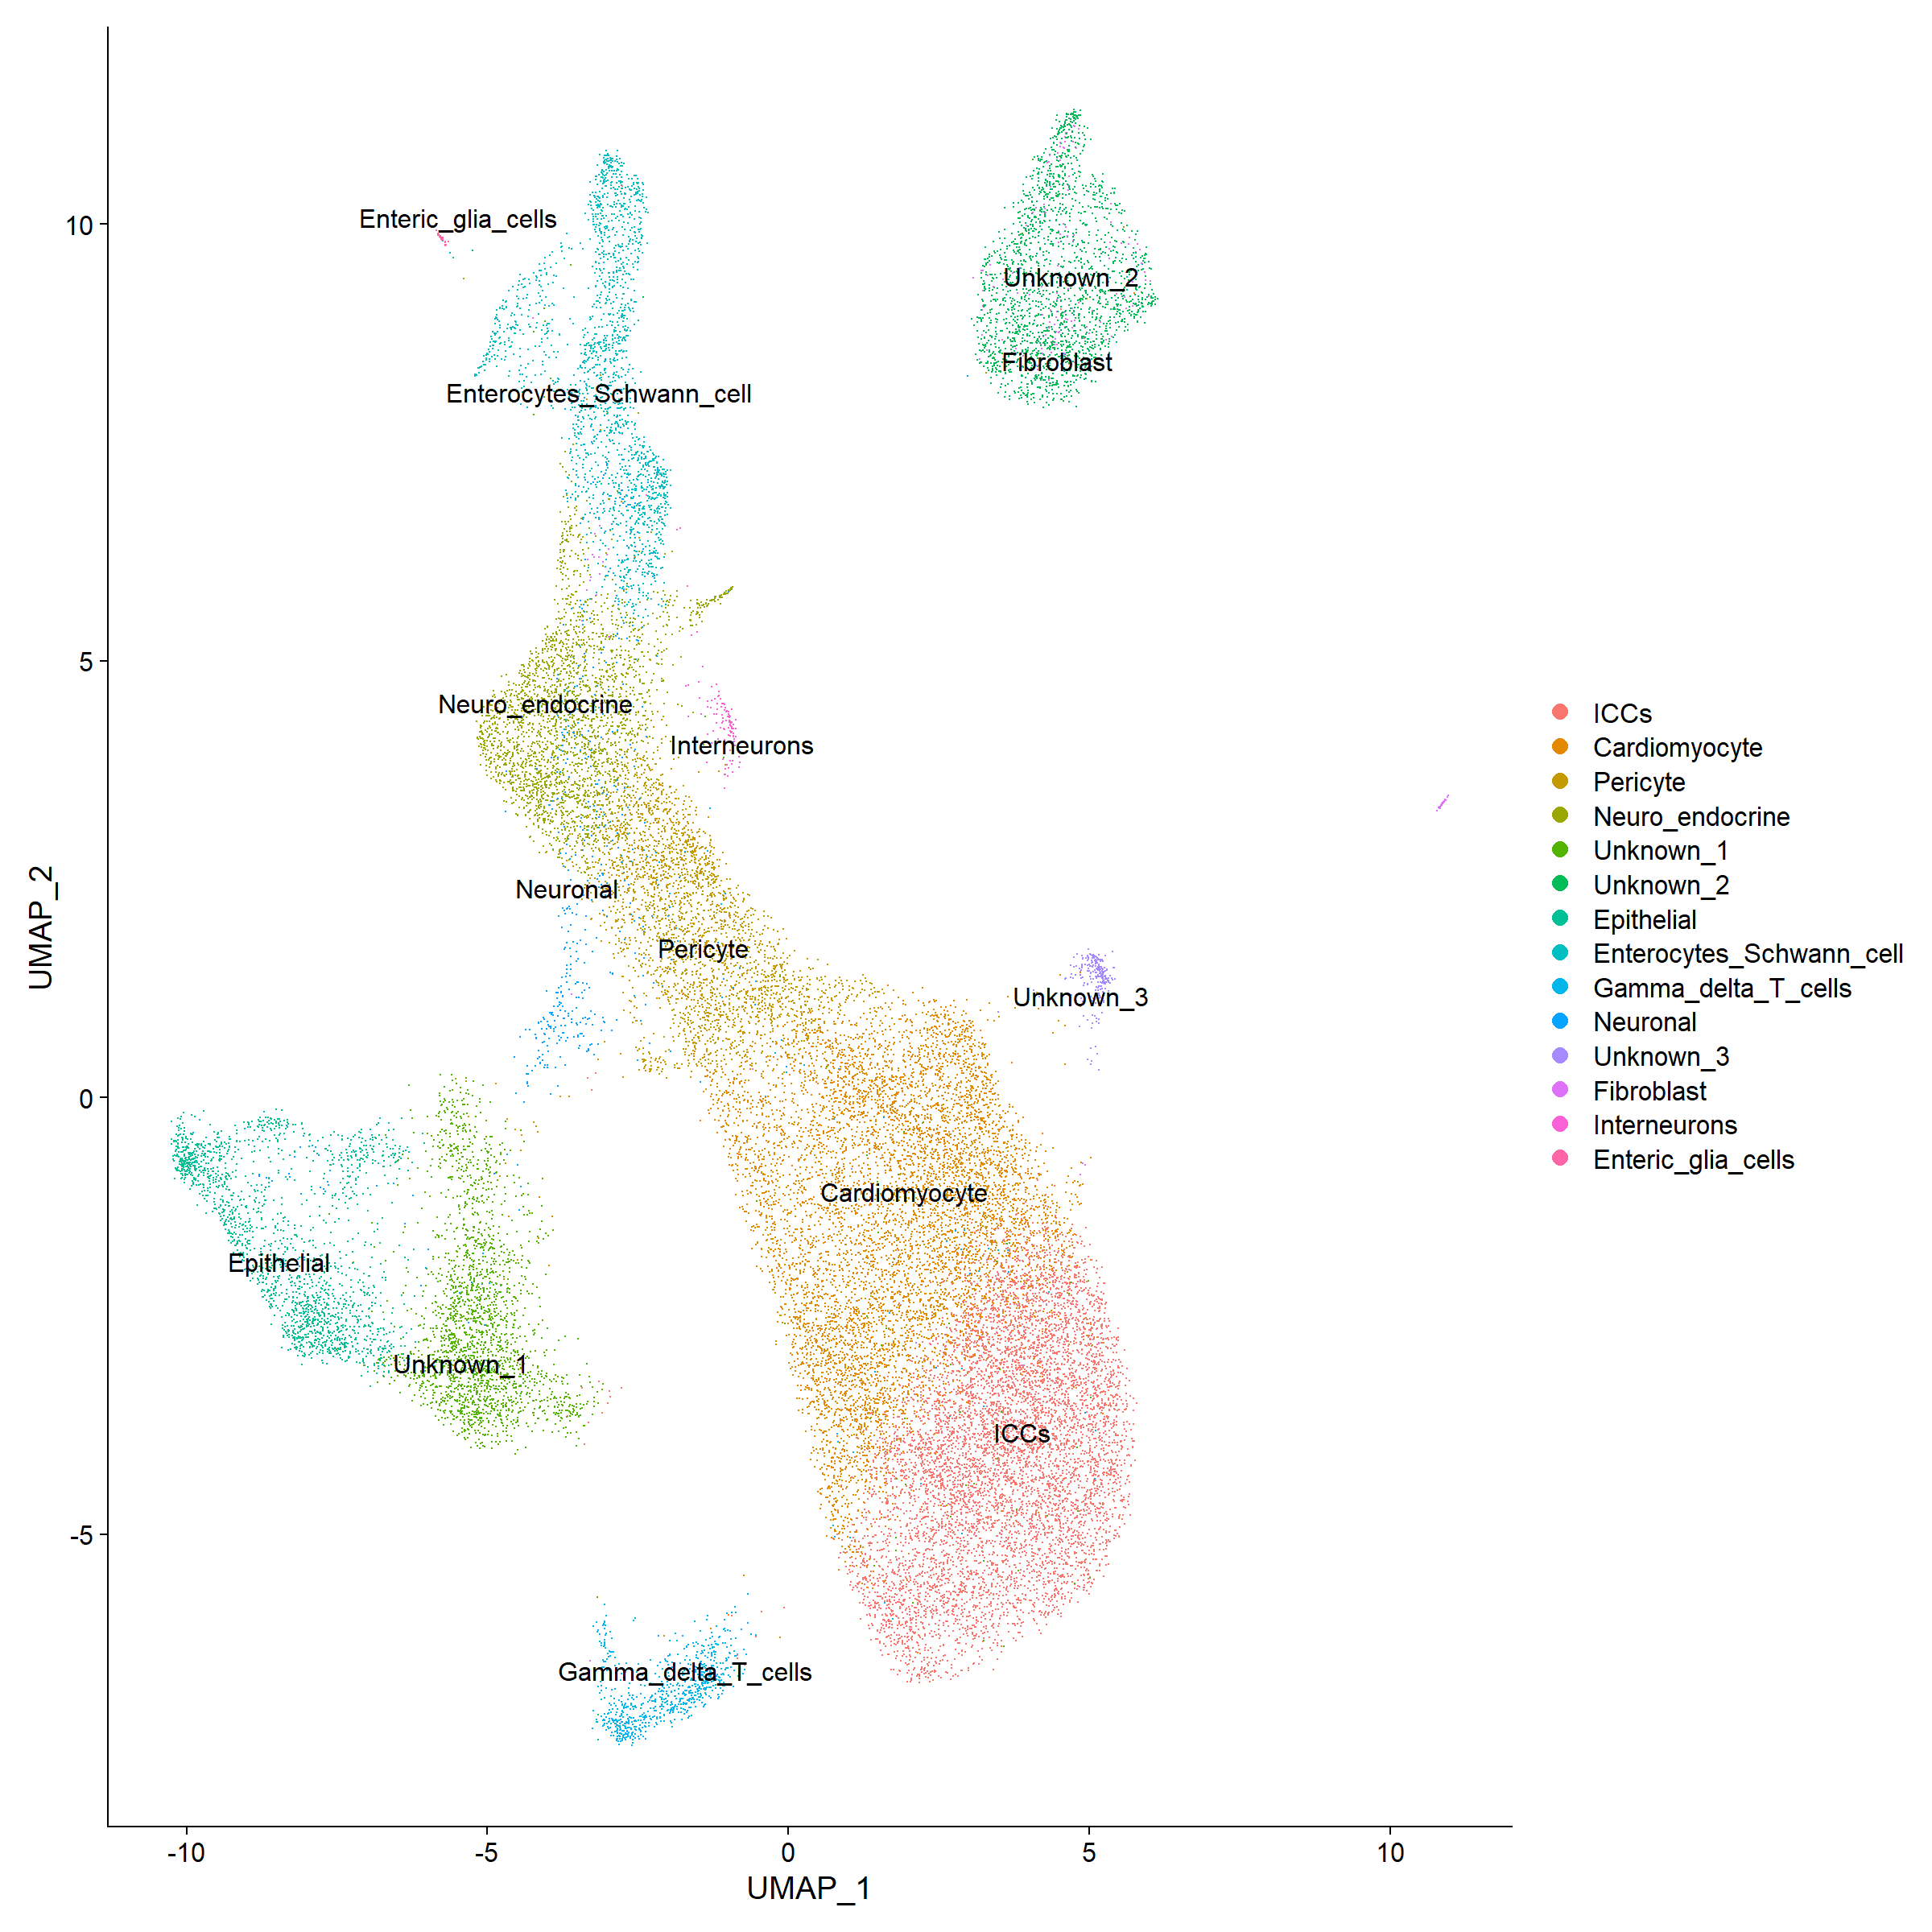 Enteric_glia_cells
10
Unknown_2
Fibroblast
Enterocytes_Schwann_cell
5
Neuro_endocrine
Interneurons
Neuronal
Pericyte
Unknown_3
0
Cardiomyocyte
Epithelial
Unknown_1
ICCs
-5
Gamma_delta_T_cells
UMAP_2
-10
-5
0
5
10
UMAP_1
ICCs
Cardiomyocyte
Pericyte
Neuro_endocrine
Unknown_1
Unknown_2
Epithelial
Enterocytes_Schwann_cell
Gamma_delta_T_cells
Neuronal
Unknown_3
Fibroblast
Interneurons
Enteric_glia_cells